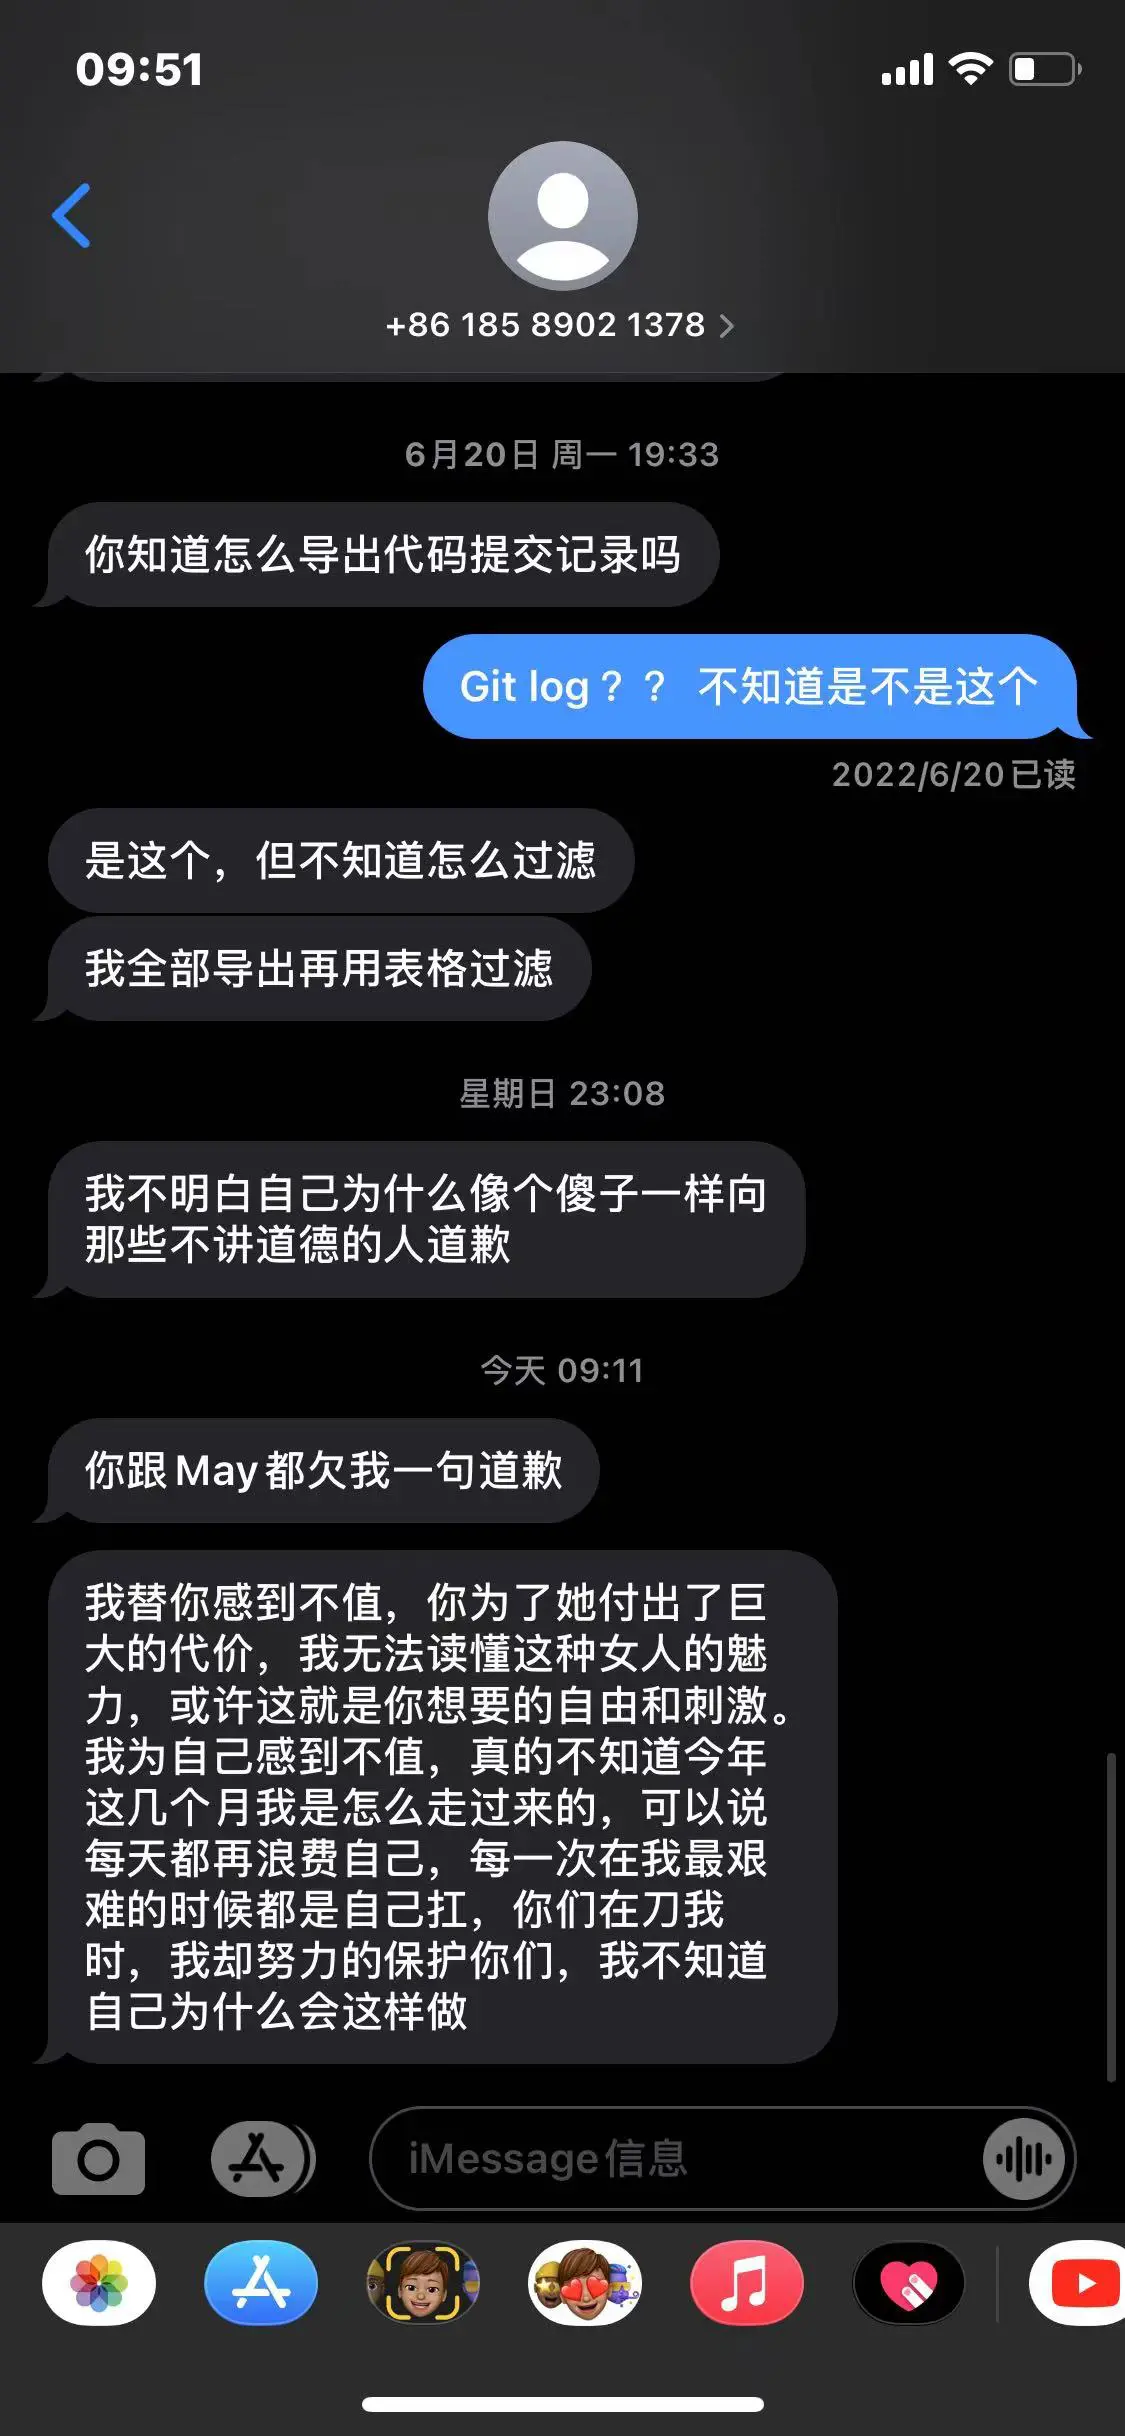 09:51
+86 185 8902 1378
6月20日 周一 19:33
你知道怎么导出代码提交记录吗
Git log？？ 不知道是不是这个
2022/6/20已读
是这个，但不知道怎么过滤
我全部导出再用表格过滤
星期日 23:08
我不明白自己为什么像个傻子一样向
那些不讲道德的人道歉
今天 09:11
你跟May都欠我一句道歉
我替你感到不值，你为了她付出了巨
大的代价，我无法读懂这种女人的魅
力，或许这就是你想要的自由和刺激。
我为自己感到不值，真的不知道今年
这几个月我是怎么走过来的，可以说
每天都再浪费自己，每一次在我最艰
难的时候都是自己扛，你们在刀我
时，我却努力的保护你们，我不知道
自己为什么会这样做
iMessage信息